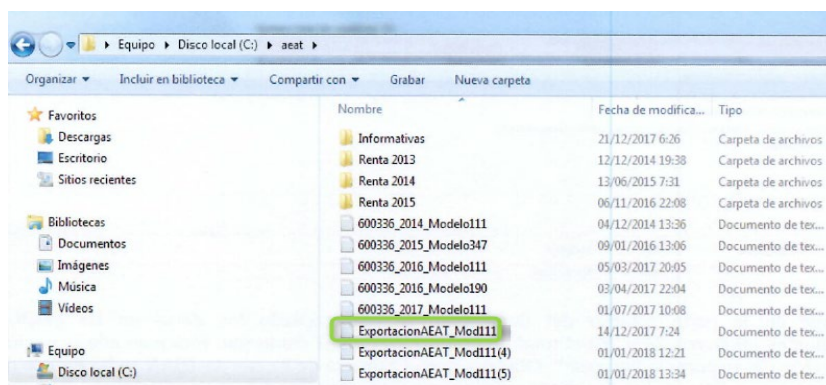 Equipo ▸ Disco local (C:) ▸ aeat ▸
Organizar Incluir en biblioteca Compartir con Grabar Nueva carpeta
Nombre Fecha de modifica... Tipo
Favoritos
Descargas
Escritorio
Sitios recientes
Bibliotecas
Documentos
Imágenes
Música
Vídeos
Equipo
Disco local (C:)
Informativas 21/12/2017 6:26 Carpeta de archivos
Renta 2013 12/12/2014 19:38 Carpeta de archivos
Renta 2014 13/06/2015 7:31 Carpeta de archivos
Renta 2015 06/11/2016 22:08 Carpeta de archivos
600336_2014_Modelo111 04/12/2014 13:36 Documento de tex...
600336_2015_Modelo347 09/01/2016 13:06 Documento de tex...
600336_2016_Modelo111 05/03/2017 20:05 Documento de tex...
600336_2016_Modelo190 03/04/2017 22:04 Documento de tex...
600336_2017_Modelo111 01/07/2017 10:08 Documento de tex...
ExportacionAEAT_Mod111 14/12/2017 7:24 Documento de tex...
ExportacionAEAT_Mod111(4) 01/01/2018 12:21 Documento de tex...
ExportacionAEAT_Mod111(5) 01/01/2018 13:34 Documento de tex...